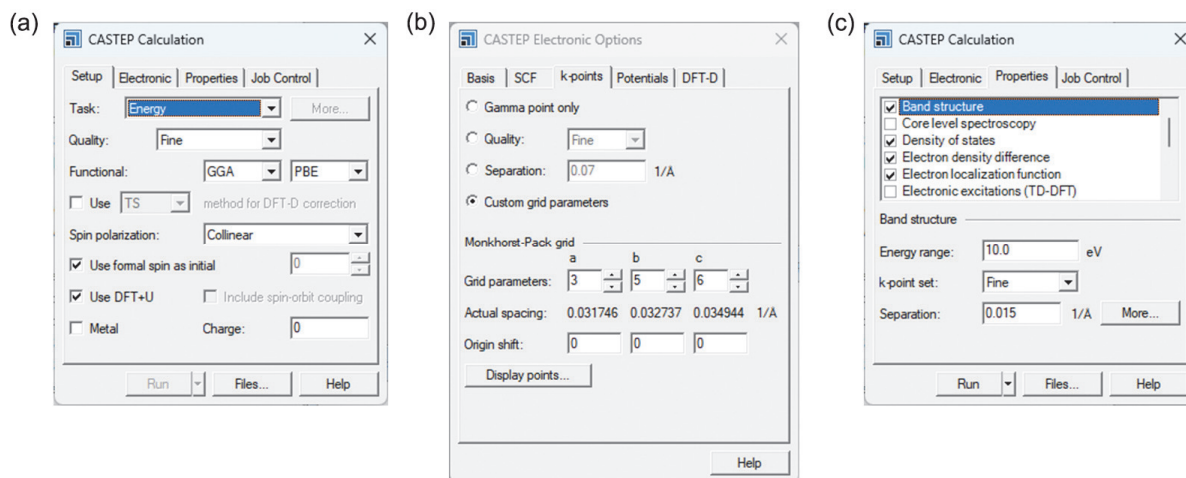 (a)
CASTEP Calculation
Setup Electronic Properties Job Control
Task: Energy More...
Quality: Fine
Functional: GGA PBE
Use TS method for DFT-D correction
Spin polarization: Collinear
Use formal spin as initial 0
Use DFT+U Include spin-orbit coupling
Metal Charge: 0
Run Files... Help
(b)
CASTEP Electronic Options
Basis SCF k-points Potentials DFT-D
Gamma point only
Quality: Fine
Separation: 0.07 1/Å
Custom grid parameters
Monkhorst-Pack grid
a b c
Grid parameters: 3 5 6
Actual spacing: 0.031746 0.032737 0.034944 1/Å
Origin shift: 0 0 0
Display points...
Help
(c)
CASTEP Calculation
Setup Electronic Properties Job Control
Band structure
Core level spectroscopy
Density of states
Electron density difference
Electron localization function
Electronic excitations (TD-DFT)
Band structure
Energy range: 10.0 eV
k-point set: Fine
Separation: 0.015 1/Å More...
Run Files... Help